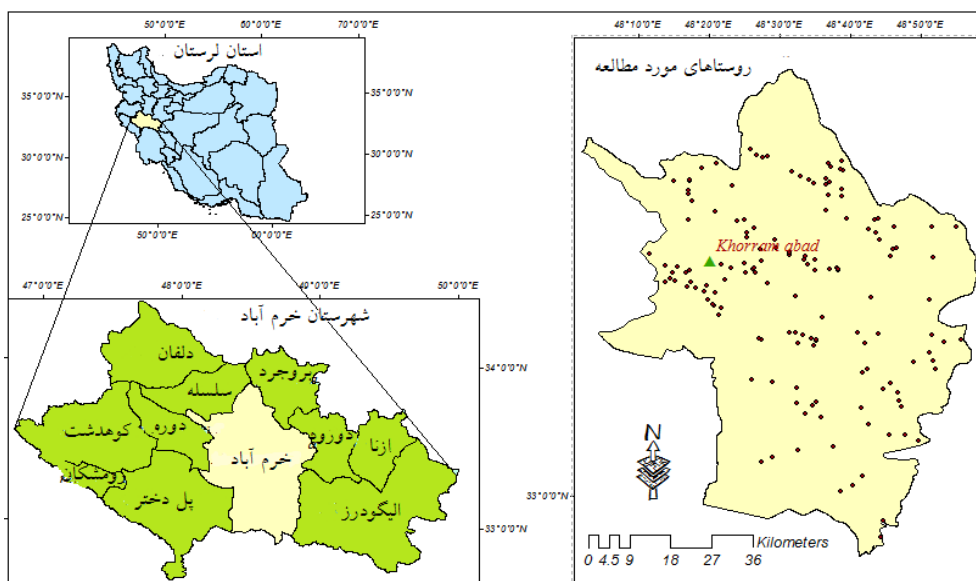 50°0'0"E 60°0'0"E 70°0'0"E
استان لرستان
35°0'0"N 35°0'0"N
30°0'0"N 30°0'0"N
25°0'0"N 25°0'0"N
50°0'0"E 60°0'0"E
47°0'0"E 48°0'0"E 49°0'0"E 50°0'0"E
شهرستان خرم آباد
دلفان
بروجرد
سلسله
34°0'0"N
کوهدشت
دوره
دورود
ازنا
خرم آباد
رومشکان
پل دختر
الیگودرز
33°0'0"N
48°10'0"E 48°20'0"E 48°30'0"E 48°40'0"E 48°50'0"E
روستاهای مورد مطالعه
Khorram abad
N
33°0'0"N
Kilometers
0 4.5 9 18 27 36